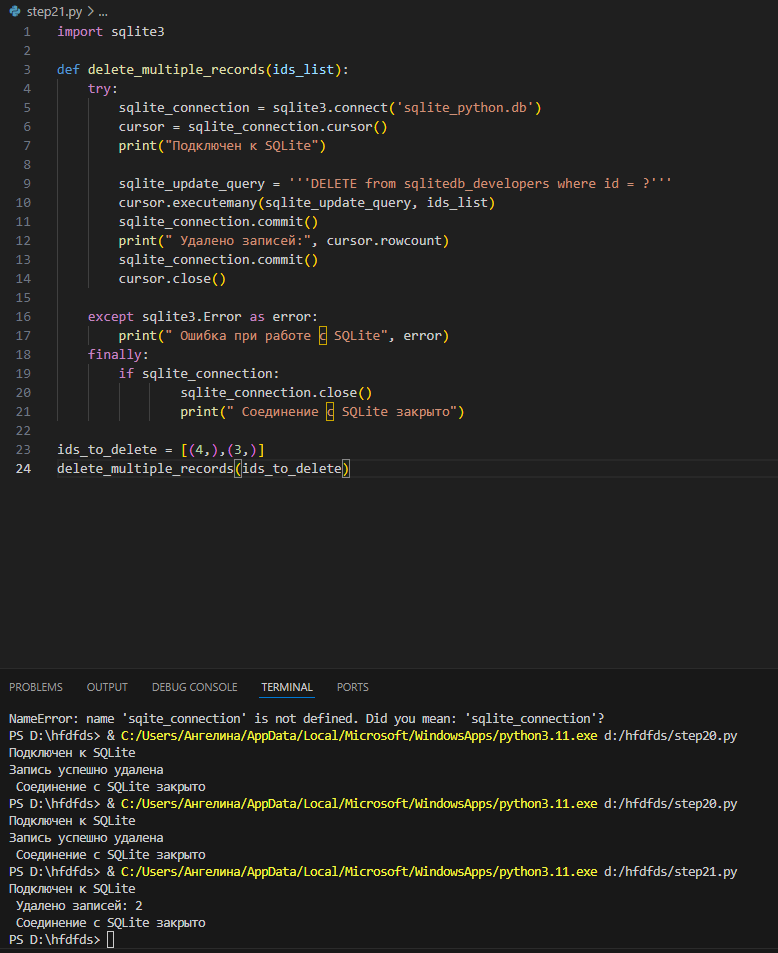 step21.py > ...
1 import sqlite3
2
3 def delete_multiple_records(ids_list):
4     try:
5         sqlite_connection = sqlite3.connect('sqlite_python.db')
6         cursor = sqlite_connection.cursor()
7         print("Подключен к SQLite")
8
9         sqlite_update_query = '''DELETE from sqlitedb_developers where id = ?'''
10         cursor.executemany(sqlite_update_query, ids_list)
11         sqlite_connection.commit()
12         print(" Удалено записей:", cursor.rowcount)
13         sqlite_connection.commit()
14         cursor.close()
15
16     except sqlite3.Error as error:
17         print(" Ошибка при работе с SQLite", error)
18     finally:
19         if sqlite_connection:
20                 sqlite_connection.close()
21                 print(" Соединение с SQLite закрыто")
22
23 ids_to_delete = [(4,),(3,)]
24 delete_multiple_records(ids_to_delete)
PROBLEMS OUTPUT DEBUG CONSOLE TERMINAL PORTS
NameError: name 'sqite_connection' is not defined. Did you mean: 'sqlite_connection'?
PS D:\hfdfds> & C:/Users/Ангелина/AppData/Local/Microsoft/WindowsApps/python3.11.exe d:/hfdfds/step20.py
Подключен к SQLite
Запись успешно удалена
 Соединение с SQLite закрыто
PS D:\hfdfds> & C:/Users/Ангелина/AppData/Local/Microsoft/WindowsApps/python3.11.exe d:/hfdfds/step20.py
Подключен к SQLite
Запись успешно удалена
 Соединение с SQLite закрыто
PS D:\hfdfds> & C:/Users/Ангелина/AppData/Local/Microsoft/WindowsApps/python3.11.exe d:/hfdfds/step21.py
Подключен к SQLite
 Удалено записей: 2
 Соединение с SQLite закрыто
PS D:\hfdfds>